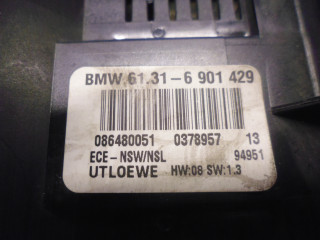 BMW 61.31-6 901 429
086480051 0378957 13
ECE-NSW/NSL 94951
UTLOEWE HW:08 SW:1.3